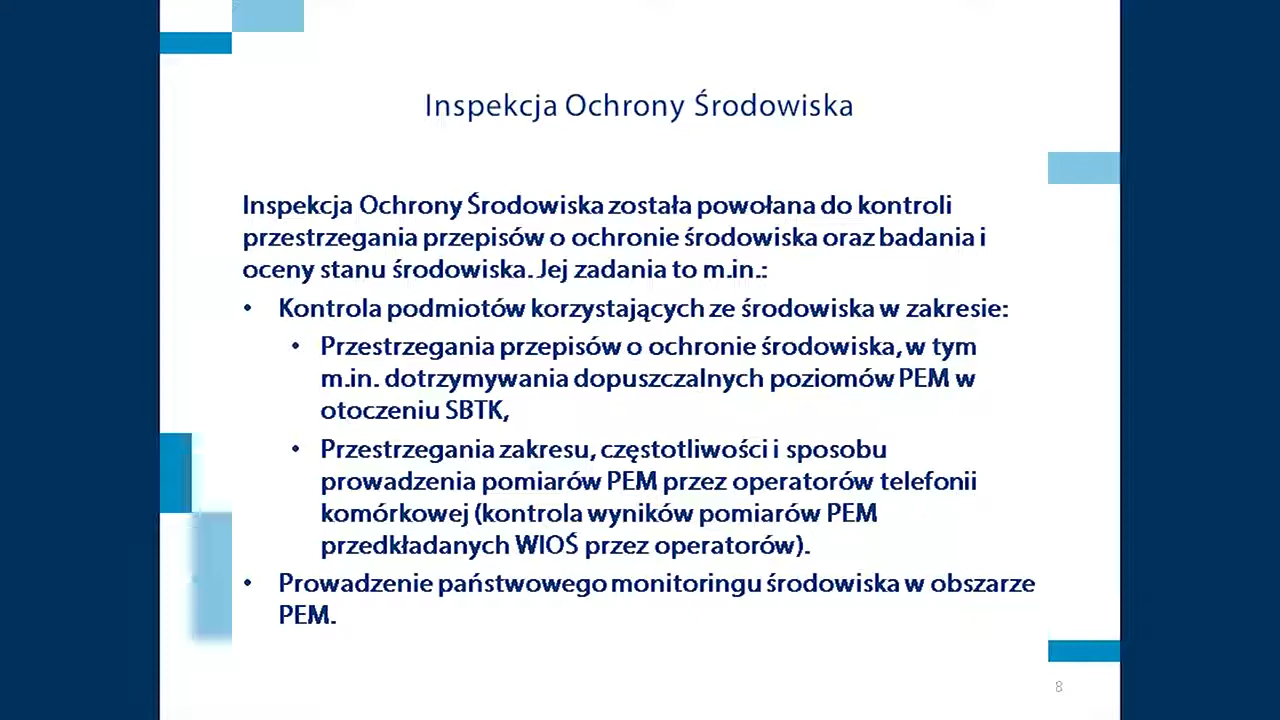 Inspekcja Ochrony Środowiska
Inspekcja Ochrony Środowiska została powołana do kontroli
przestrzegania przepisów o ochronie środowiska oraz badania i
oceny stanu środowiska. Jej zadania to m.in.:
• Kontrola podmiotów korzystających ze środowiska w zakresie:
• Przestrzegania przepisów o ochronie środowiska, w tym
m.in. dotrzymywania dopuszczalnych poziomów PEM w
otoczeniu SBTK,
• Przestrzegania zakresu, częstotliwości i sposobu
prowadzenia pomiarów PEM przez operatorów telefonii
komórkowej (kontrola wyników pomiarów PEM
przedkładanych WIOŚ przez operatorów).
• Prowadzenie państwowego monitoringu środowiska w obszarze
PEM.
8